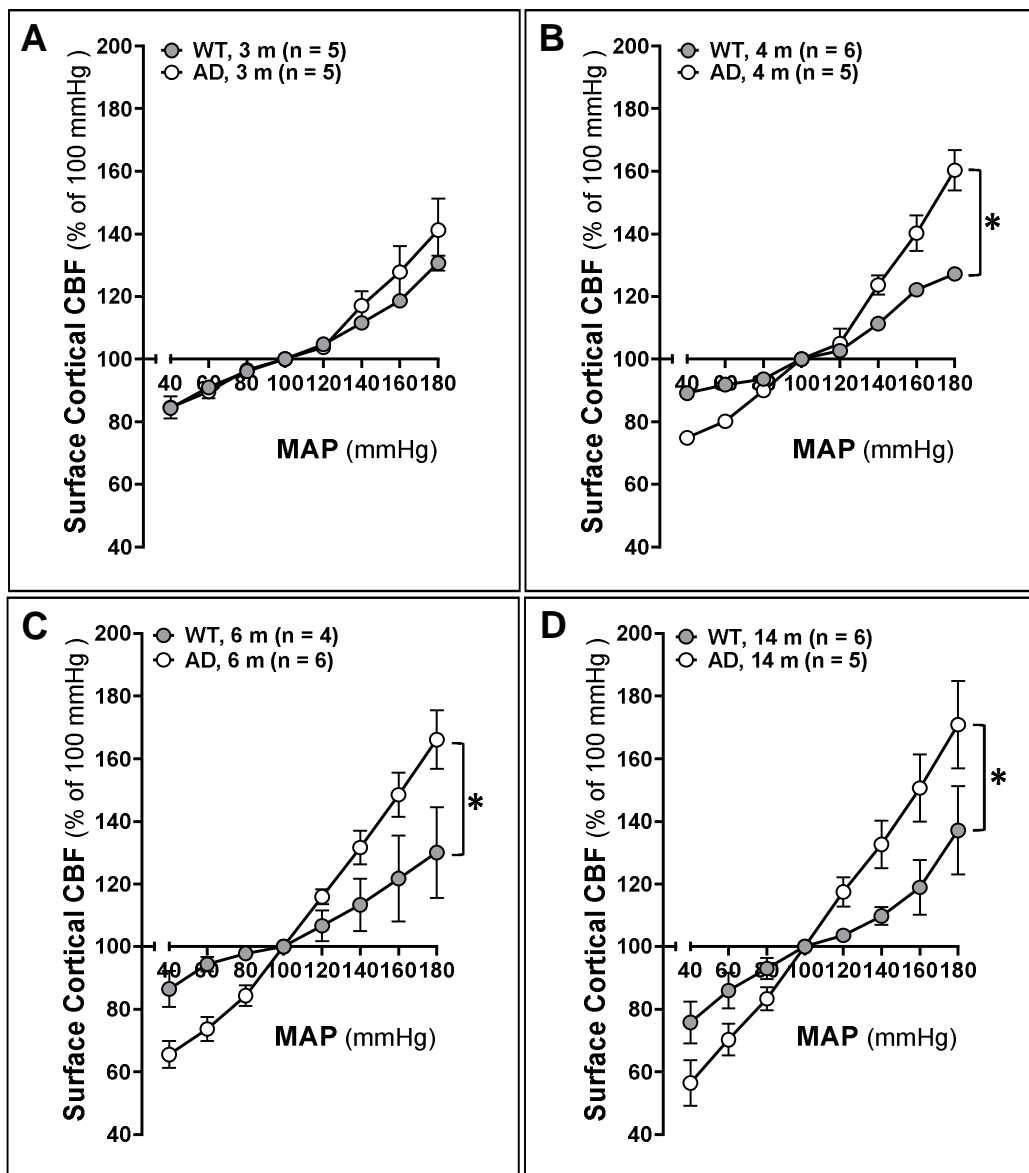 A
WT, 3 m (n = 5)
AD, 3 m (n = 5)
Surface Cortical CBF (% of 100 mmHg)
200
180
160
140
120
100
80
60
40
40 60 80 100 120 140 160 180
MAP (mmHg)
B
WT, 4 m (n = 6)
AD, 4 m (n = 5)
Surface Cortical CBF (% of 100 mmHg)
200
180
160
140
120
100
80
60
40
40 60 80 100 120 140 160 180
MAP (mmHg)
*
C
WT, 6 m (n = 4)
AD, 6 m (n = 6)
Surface Cortical CBF (% of 100 mmHg )
200
180
160
140
120
100
80
60
40
40 60 80 100 120 140 160 180
MAP (mmHg)
*
D
WT, 14 m (n = 6)
AD, 14 m (n = 5)
Surface Cortical CBF (% of 100 mmHg )
200
180
160
140
120
100
80
60
40
40 60 80 100 120 140 160 180
MAP (mmHg)
*